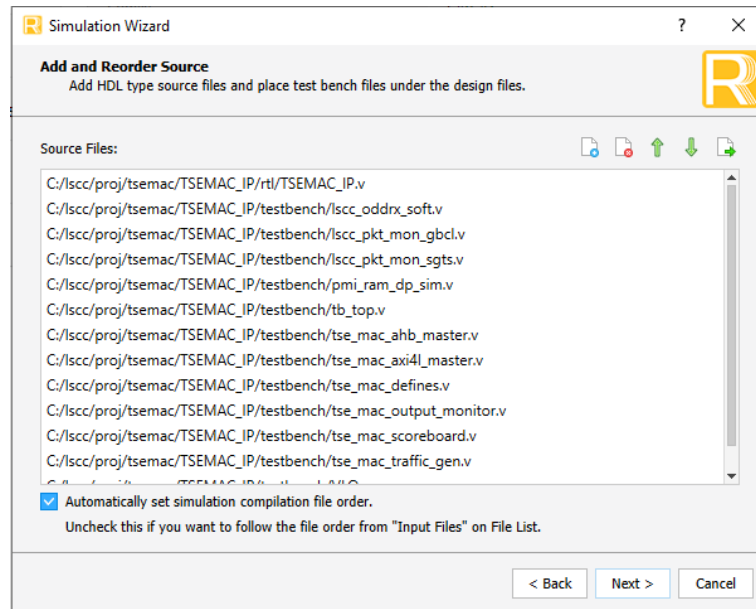 Simulation Wizard
Add and Reorder Source
Add HDL type source files and place test bench files under the design files.
Source Files:
C:/lscc/proj/tsemac/TSEMAC_IP/rtl/TSEMAC_IP.v
C:/lscc/proj/tsemac/TSEMAC_IP/testbench/lscc_oddrx_soft.v
C:/lscc/proj/tsemac/TSEMAC_IP/testbench/lscc_pkt_mon_gbcl.v
C:/lscc/proj/tsemac/TSEMAC_IP/testbench/lscc_pkt_mon_sgts.v
C:/lscc/proj/tsemac/TSEMAC_IP/testbench/pmi_ram_dp_sim.v
C:/lscc/proj/tsemac/TSEMAC_IP/testbench/tb_top.v
C:/lscc/proj/tsemac/TSEMAC_IP/testbench/tse_mac_ahb_master.v
C:/lscc/proj/tsemac/TSEMAC_IP/testbench/tse_mac_axi4l_master.v
C:/lscc/proj/tsemac/TSEMAC_IP/testbench/tse_mac_defines.v
C:/lscc/proj/tsemac/TSEMAC_IP/testbench/tse_mac_output_monitor.v
C:/lscc/proj/tsemac/TSEMAC_IP/testbench/tse_mac_scoreboard.v
C:/lscc/proj/tsemac/TSEMAC_IP/testbench/tse_mac_traffic_gen.v
Automatically set simulation compilation file order.
Uncheck this if you want to follow the file order from "Input Files" on File List.
< Back Next > Cancel